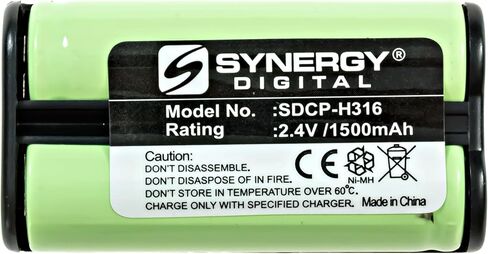 SYNERGY®
DIGITAL
Model No. :SDCP-H316
Rating :2.4V /1500mAh
Caution:
DON'T DISASSEMBLE.
DON'T DISPOSE OF IN FIRE.
DON'T STORE IN TEMPERATURE OVER 60°C.
CHARGE ONLY WITH SPECIFIED CHARGER.
CE
Ni-MH
Made in China